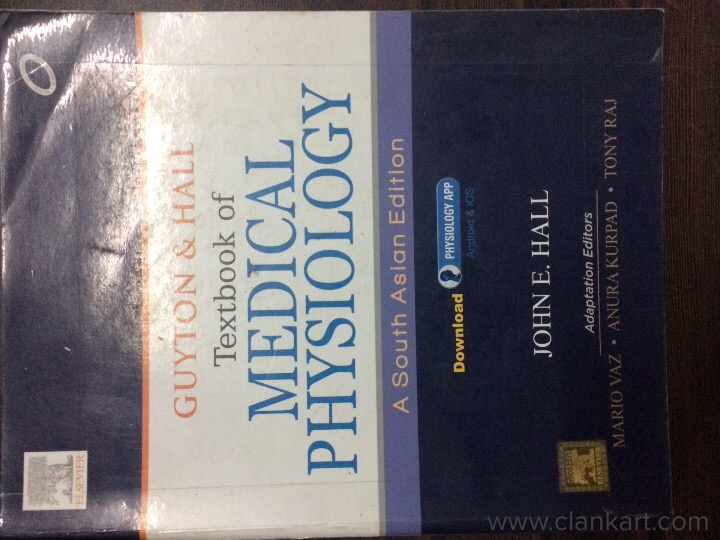 ELSEVIER
GUYTON & HALL
Textbook of
MEDICAL
PHYSIOLOGY
A South Asian Edition
Download PHYSIOLOGY APP
Android & iOS
JOHN E. HALL
Adaptation Editors
MARIO VAZ • ANURA KURPAD • TONY RAJ
www.clankart.com